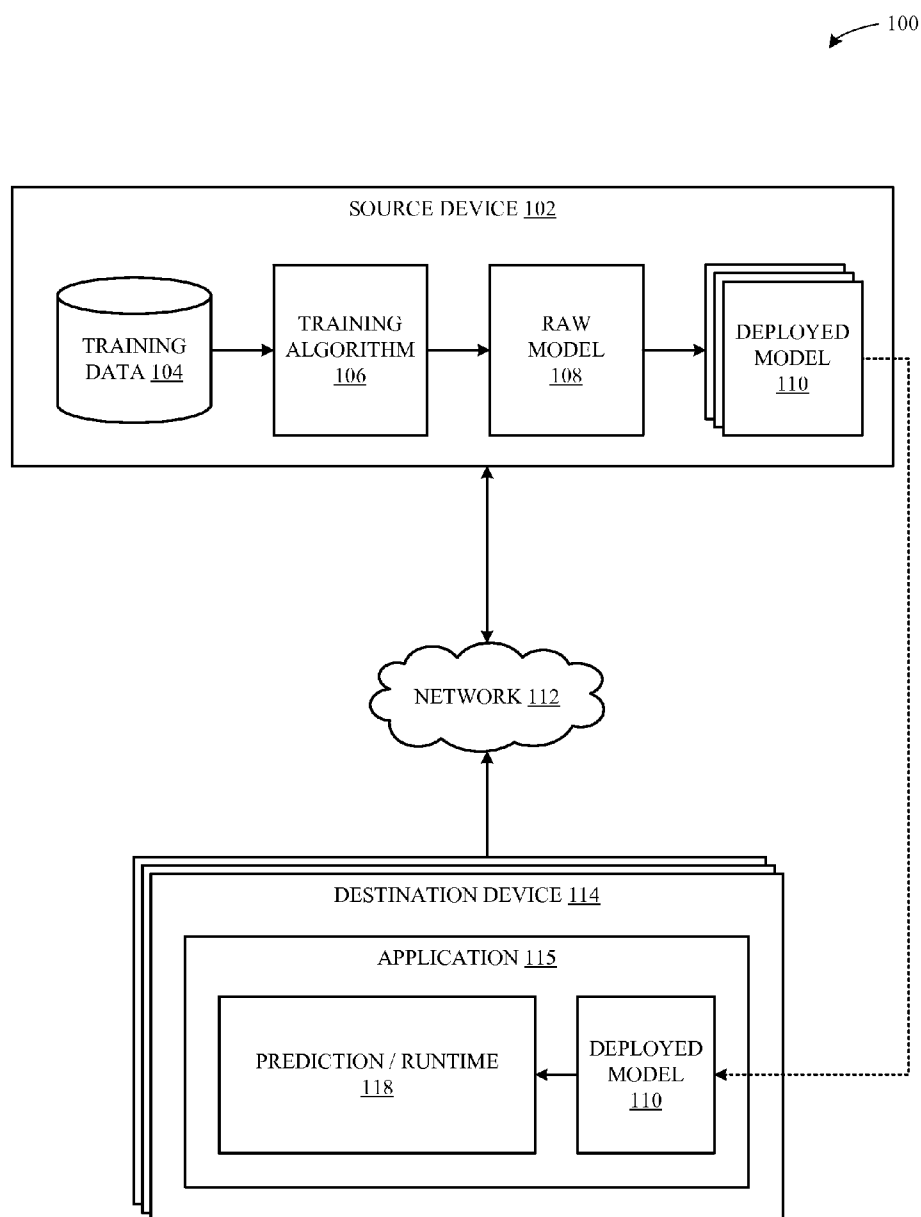 100
SOURCE DEVICE 102
TRAINING
DATA 104
TRAINING
ALGORITHM
106
RAW
MODEL
108
DEPLOYED
MODEL
110
NETWORK 112
DESTINATION DEVICE 114
APPLICATION 115
PREDICTION / RUNTIME
118
DEPLOYED
MODEL
110